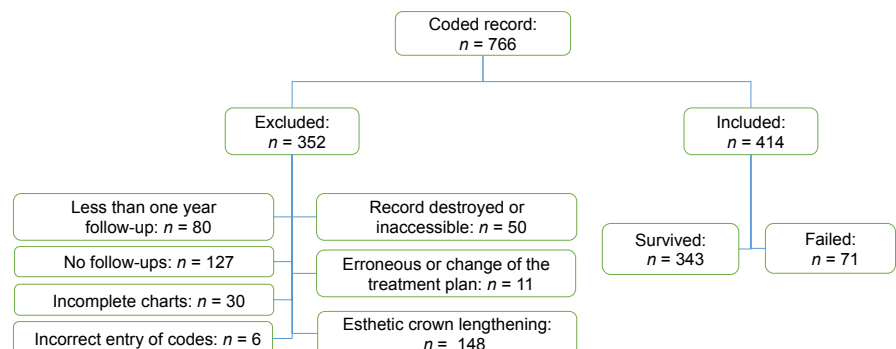 Coded record:
n = 766
Excluded:
n = 352
Included:
n = 414
Less than one year
follow-up: n = 80
Record destroyed or
inaccessible: n = 50
No follow-ups: n = 127
Erroneous or change of the
treatment plan: n = 11
Incomplete charts: n = 30
Incorrect entry of codes: n = 6
Esthetic crown lengthening:
n = 148
Survived:
n = 343
Failed:
n = 71